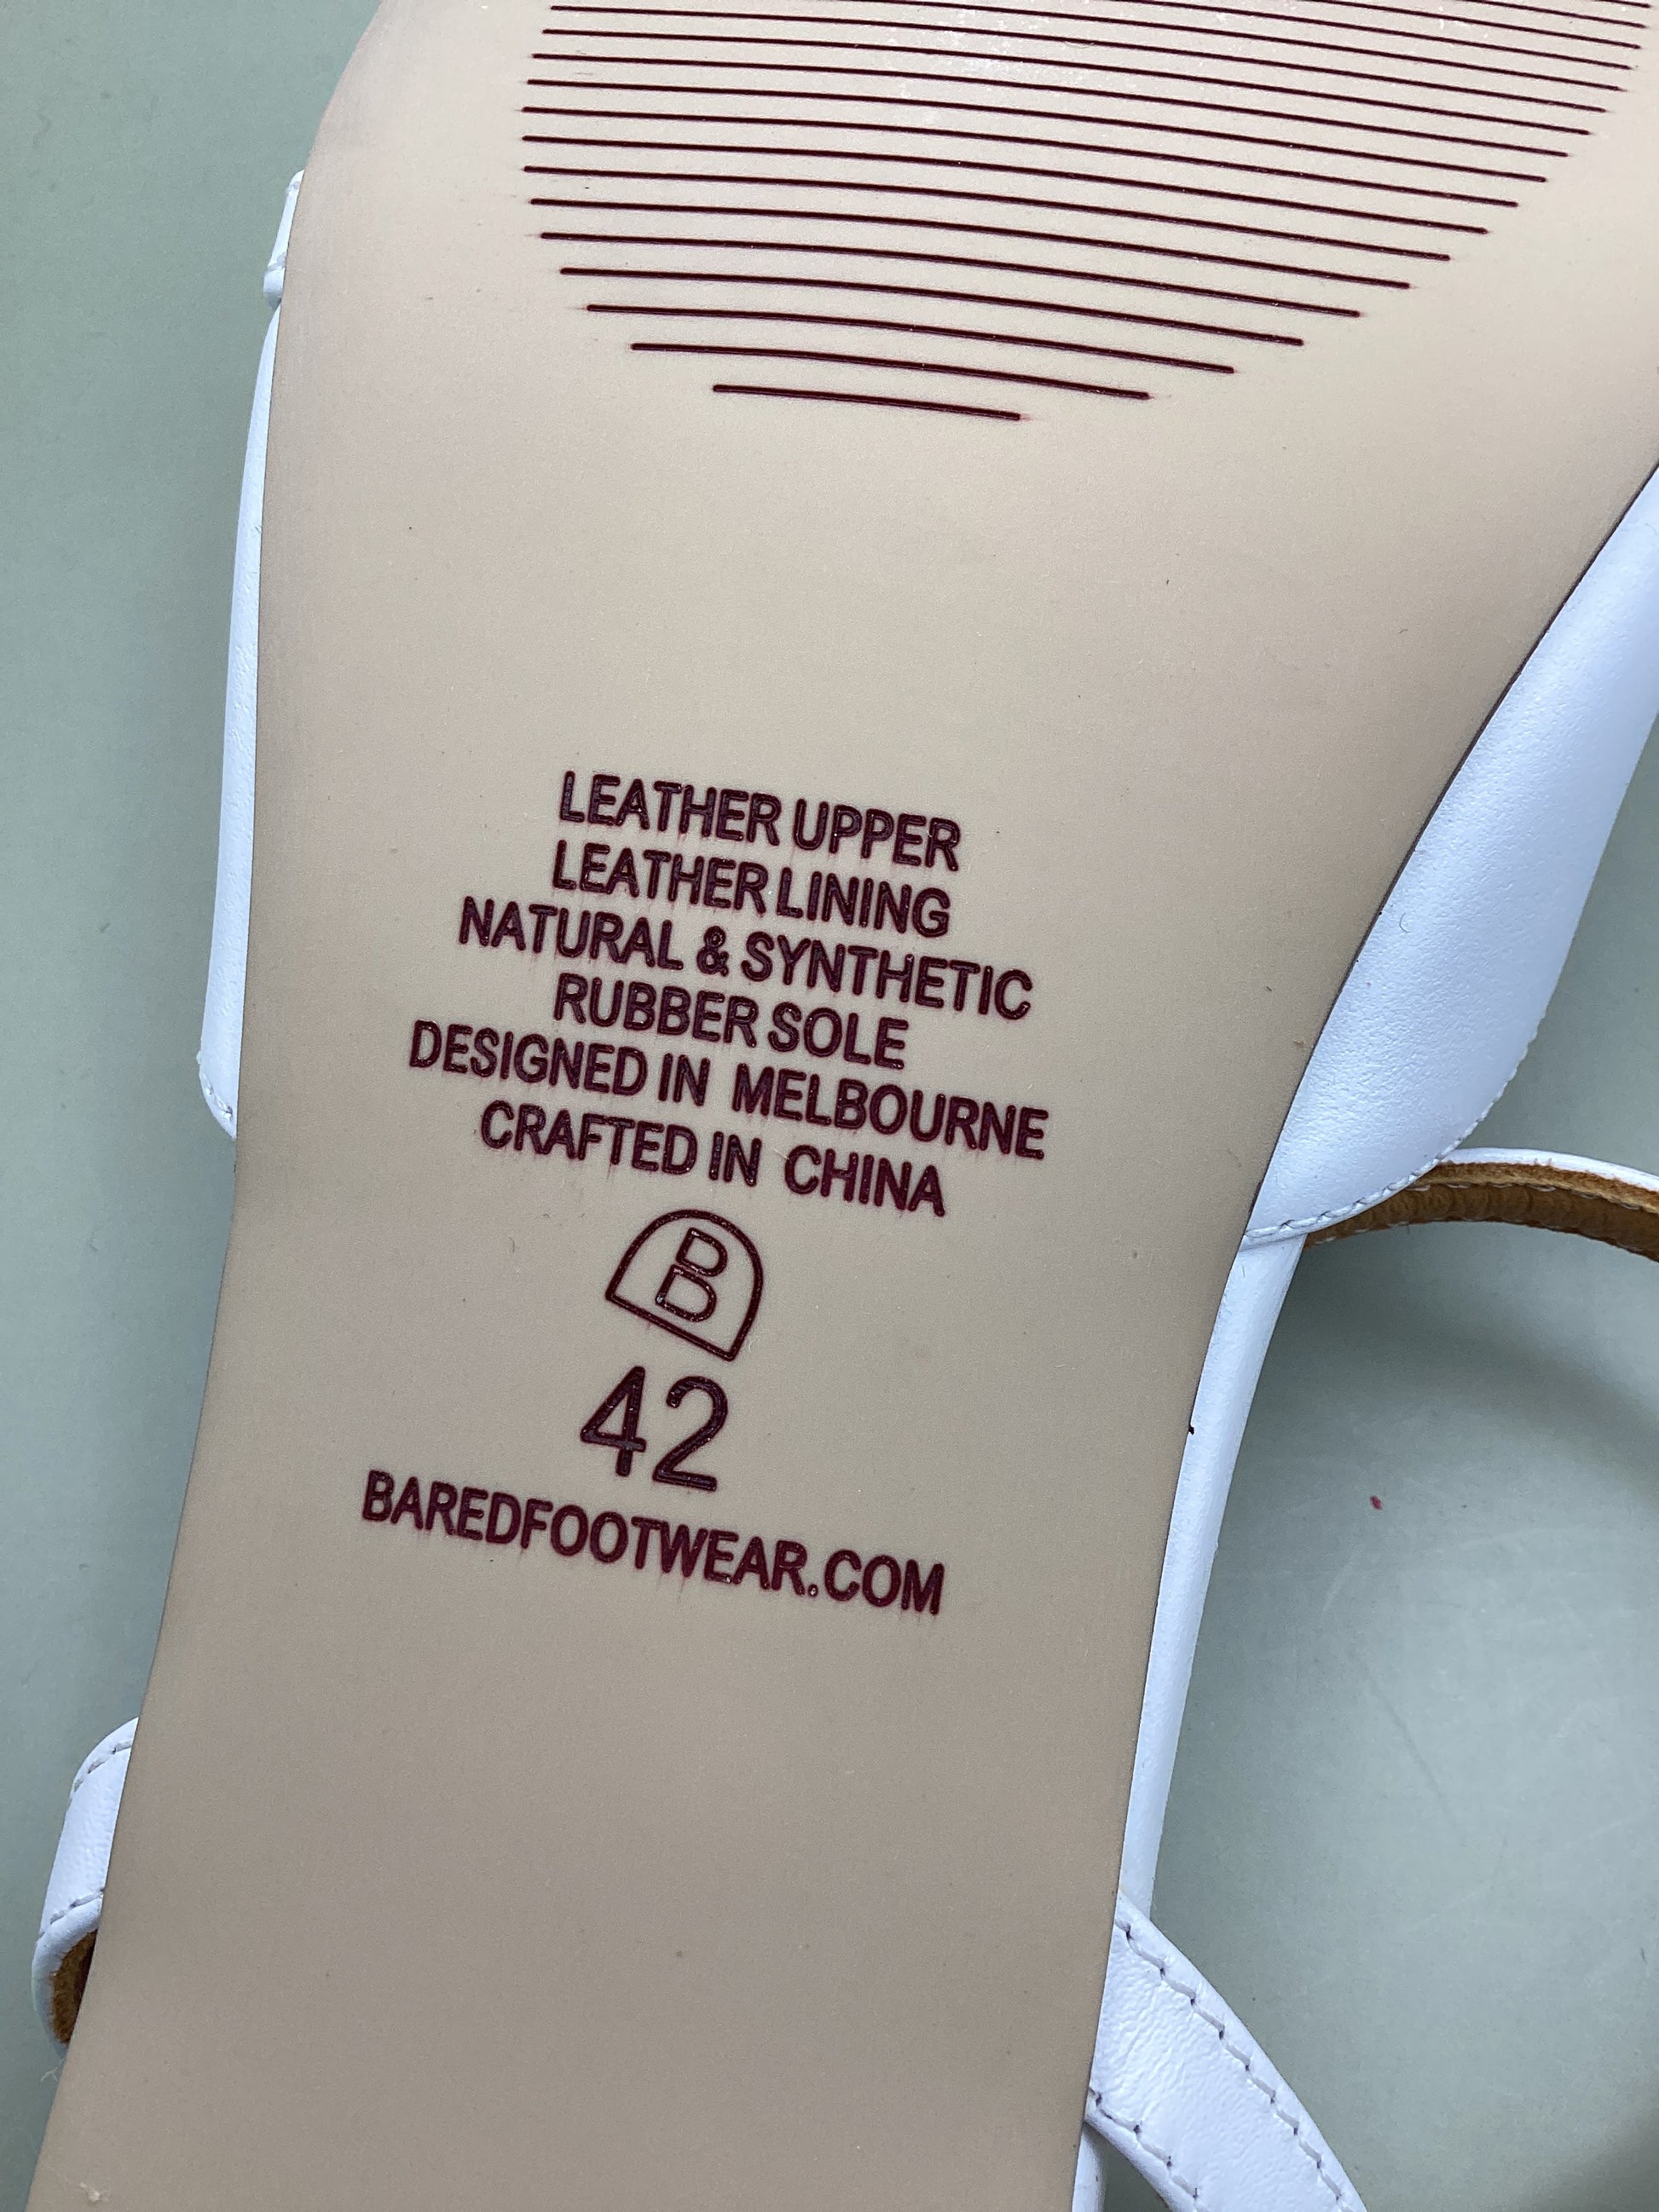 LEATHER UPPER
LEATHER LINING
NATURAL & SYNTHETIC
RUBBER SOLE
DESIGNED IN MELBOURNE
CRAFTED IN CHINA
B
42
BAREDFOOTWEAR.COM